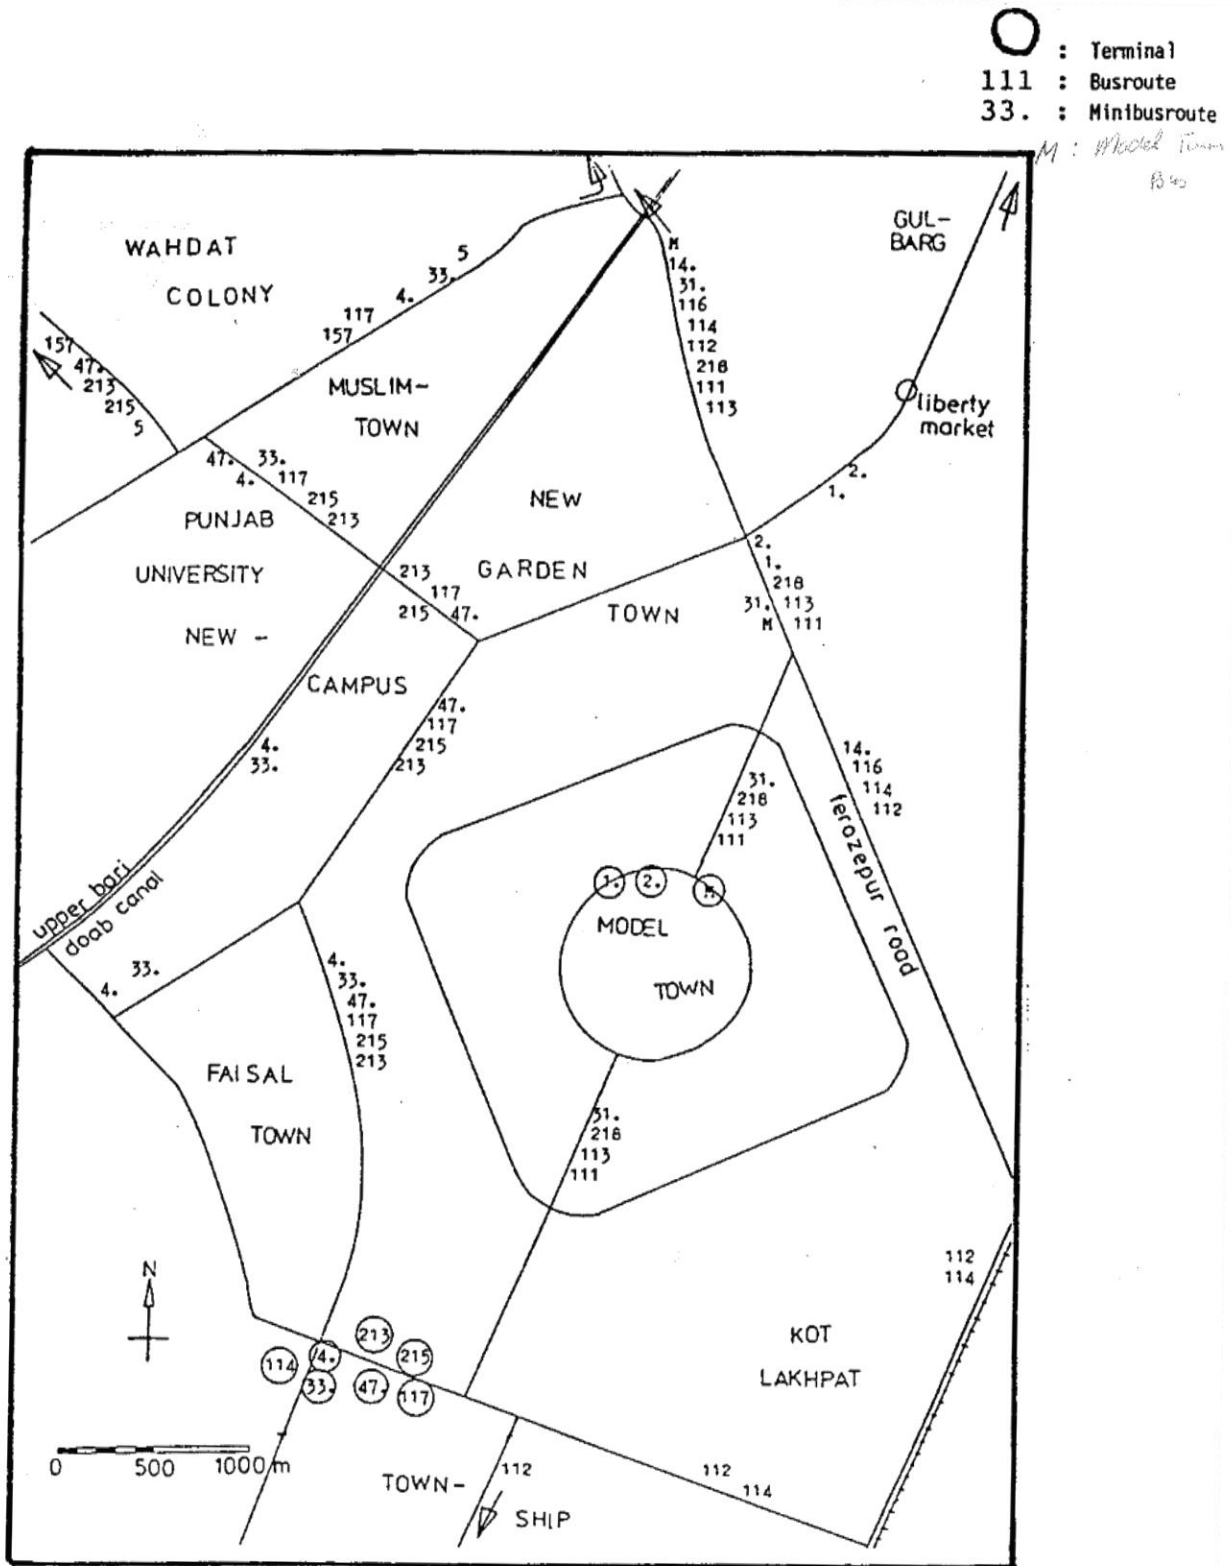 : Terminal
111 : Busroute
33. : Minibusroute
M : Model Town
WAHDAT
COLONY
5
33.
4.
117
157
157
47.
213
215
5
M
14.
31.
116
114
112
218
111
113
GUL-
BARG
liberty
market
2.
1.
MUSLIM-
TOWN
47. 33.
4. 117
215
213
PUNJAB
UNIVERSITY
NEW -
CAMPUS
NEW
GARDEN
TOWN
213
117
215 47.
2.
1.
218
31. 113
M 111
47.
117
215
213
4.
33.
14.
116
114
112
ferozepur road
31.
218
113
111
upper bari
doab canal
1. 2. M
MODEL
TOWN
33.
4.
4.
33.
47.
117
215
213
FAISAL
TOWN
31.
218
113
111
112
114
N
KOT
LAKHPAT
213
114 4. 215
33. 47. 117
0 500 1000 m
TOWN-
SHIP
112
112
114